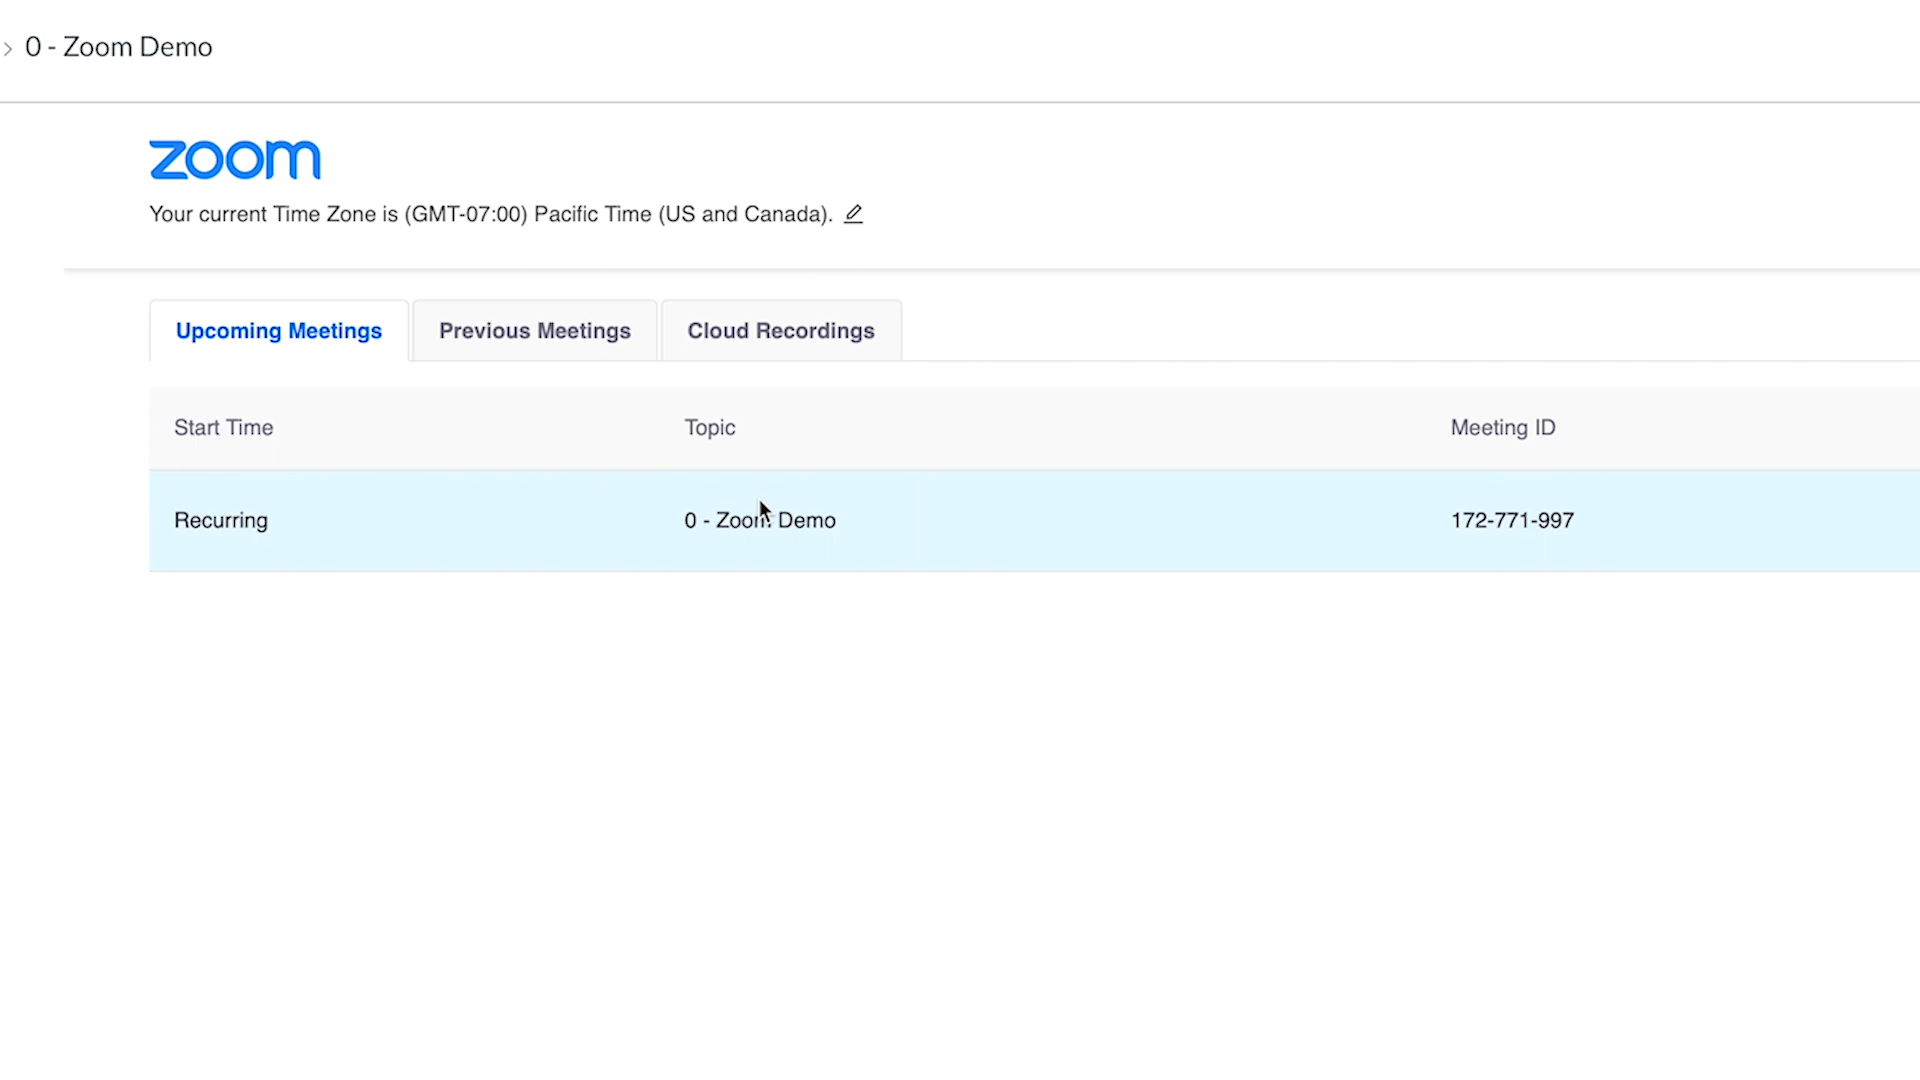 0 - Zoom Demo
zoom
Your current Time Zone is (GMT-07:00) Pacific Time (US and Canada).
Upcoming Meetings Previous Meetings Cloud Recordings
Start Time Topic Meeting ID
Recurring 0 - Zoom Demo 172-771-997